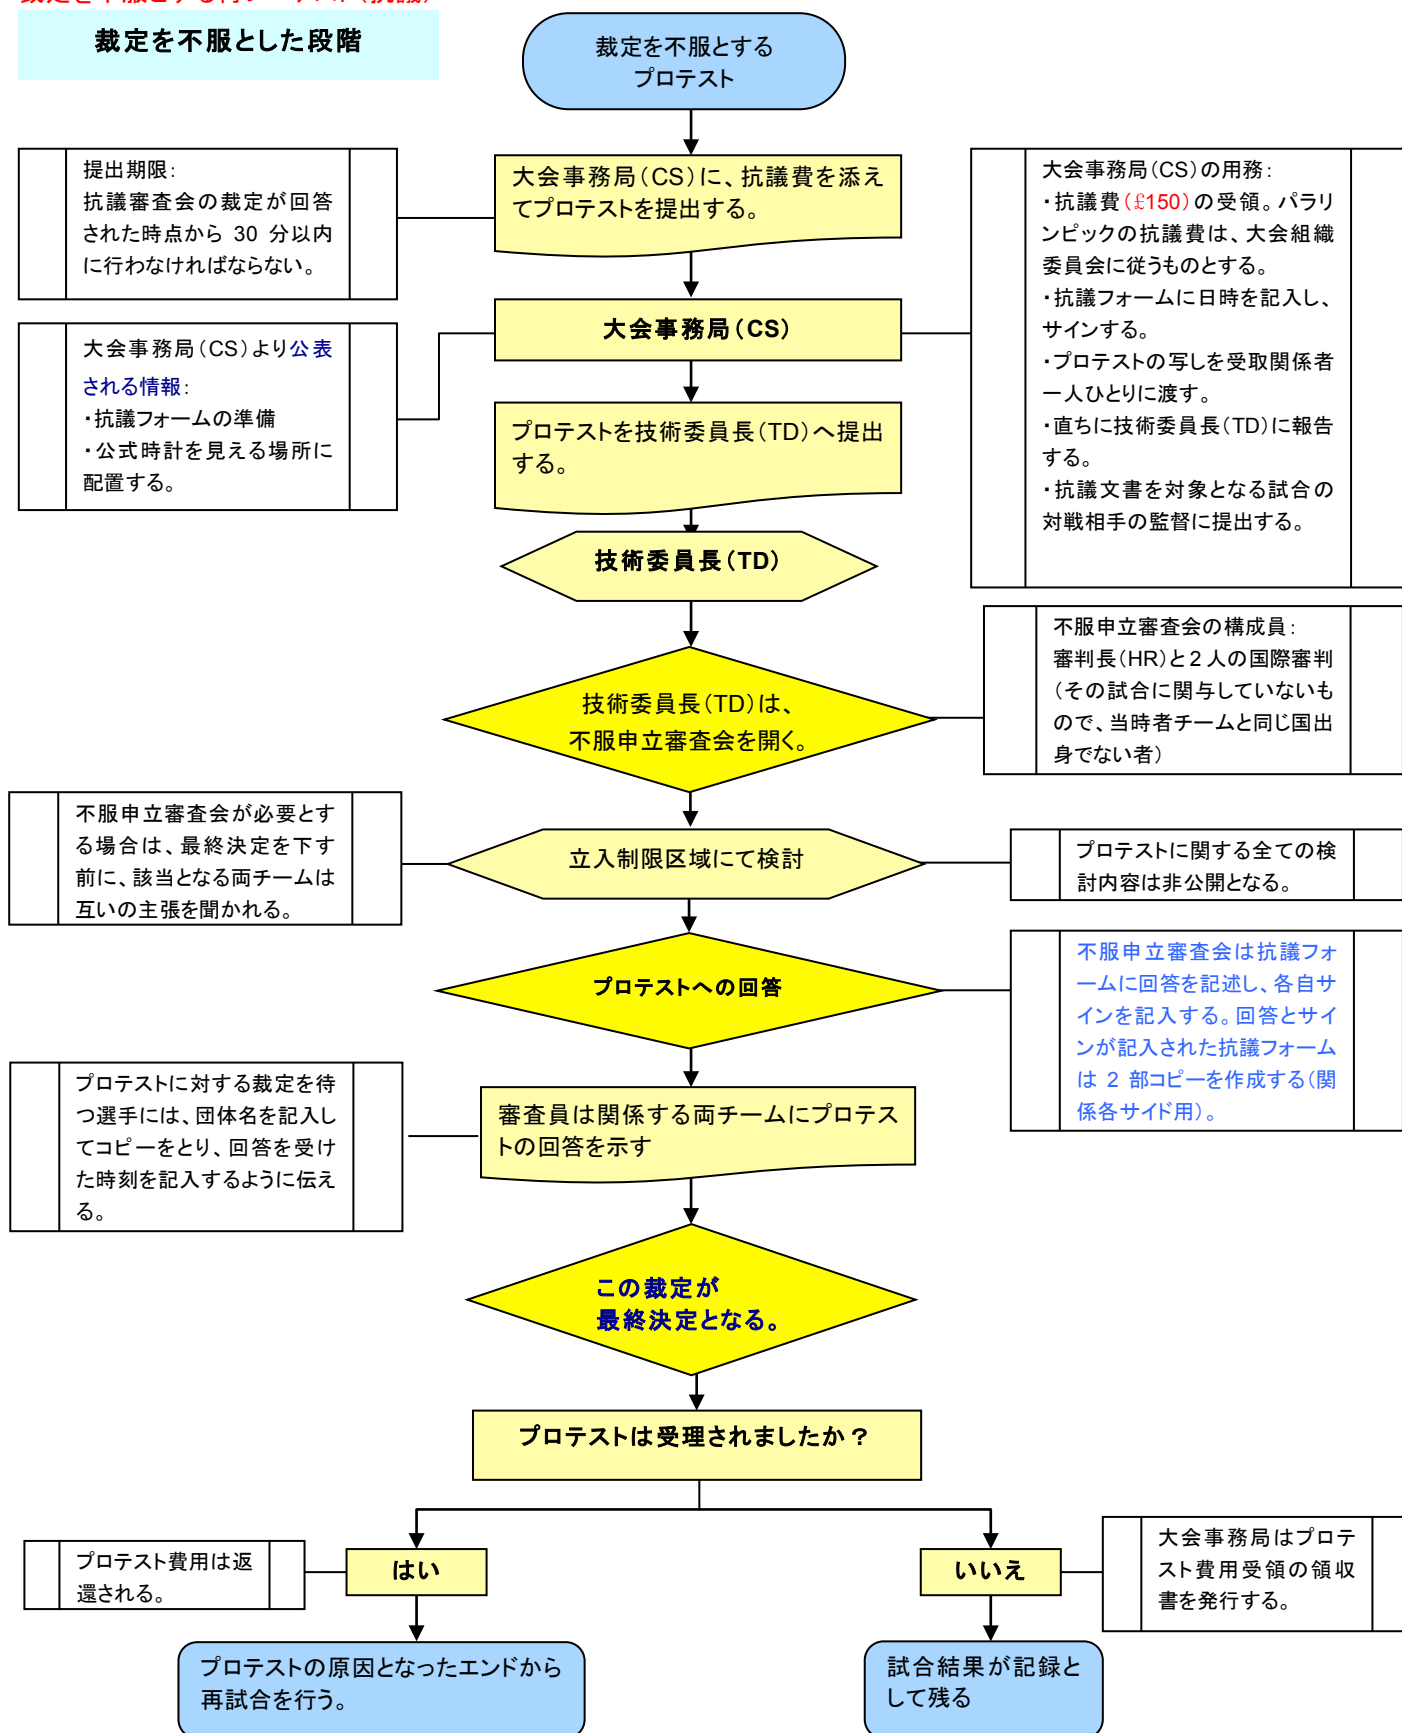 裁定を不服とした段階
裁定を不服とする
プロテスト
提出期限：
抗議審査会の裁定が回答
された時点から 30 分以内
に行わなければならない。
大会事務局（CS）に、抗議費を添え
てプロテストを提出する。
大会事務局（CS）の用務：
・抗議費（£150）の受領。パラリ
ンピックの抗議費は、大会組織
委員会に従うものとする。
・抗議フォームに日時を記入し、
サインする。
・プロテストの写しを受取関係者
一人ひとりに渡す。
・直ちに技術委員長（TD）に報告
する。
・抗議文書を対象となる試合の
対戦相手の監督に提出する。
大会事務局（CS）
大会事務局（CS）より公表
される情報：
・抗議フォームの準備
・公式時計を見える場所に
配置する。
プロテストを技術委員長（TD）へ提出
する。
技術委員長（TD）
不服申立審査会の構成員：
審判長（HR）と2人の国際審判
（その試合に関与していないも
ので、当時者チームと同じ国出
身でない者）
技術委員長（TD）は、
不服申立審査会を開く。
不服申立審査会が必要とす
る場合は、最終決定を下す
前に、該当となる両チームは
互いの主張を聞かれる。
立入制限区域にて検討
プロテストに関する全ての検
討内容は非公開となる。
プロテストへの回答
不服申立審査会は抗議フォ
ームに回答を記述し、各自サ
インを記入する。回答とサイ
ンが記入された抗議フォーム
は 2 部コピーを作成する（関
係各サイド用）。
プロテストに対する裁定を待
つ選手には、団体名を記入し
てコピーをとり、回答を受け
た時刻を記入するように伝え
る。
審査員は関係する両チームにプロテス
トの回答を示す
この裁定が
最終決定となる。
プロテストは受理されましたか？
プロテスト費用は返
還される。
はい
いいえ
大会事務局はプロテ
スト費用受領の領収
書を発行する。
プロテストの原因となったエンドから
再試合を行う。
試合結果が記録と
して残る